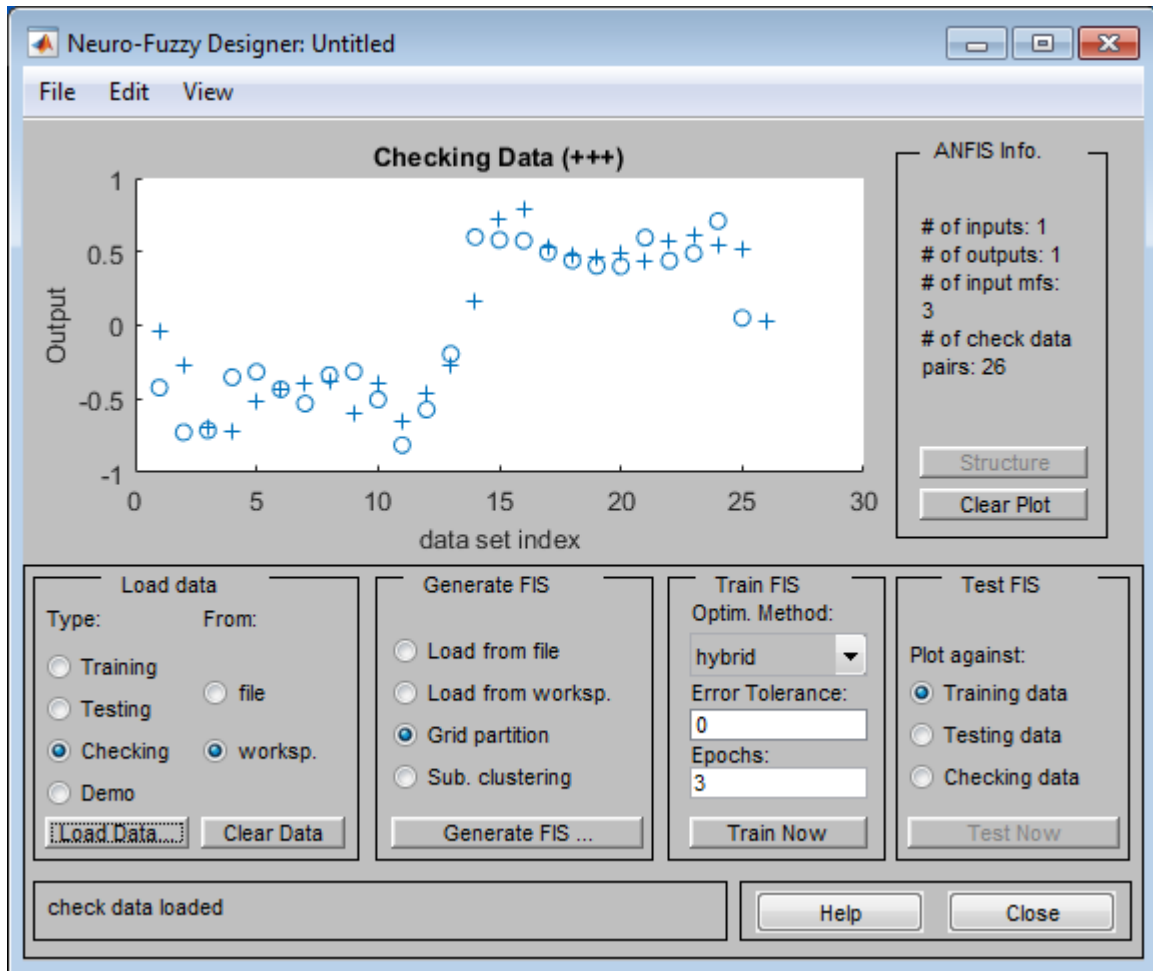 Neuro-Fuzzy Designer: Untitled
File Edit View
Checking Data (+++)
1
0.5
0
-0.5
-1
Output
0 5 10 15 20 25 30
data set index
ANFIS Info.
# of inputs: 1
# of outputs: 1
# of input mfs:
3
# of check data
pairs: 26
Structure
Clear Plot
Load data
Type: From:
Training
Testing
Checking
Demo
file
worksp.
Load Data... Clear Data
Generate FIS
Load from file
Load from worksp.
Grid partition
Sub. clustering
Generate FIS ...
Train FIS
Optim. Method:
hybrid
Error Tolerance:
0
Epochs:
3
Train Now
Test FIS
Plot against:
Training data
Testing data
Checking data
Test Now
check data loaded
Help Close